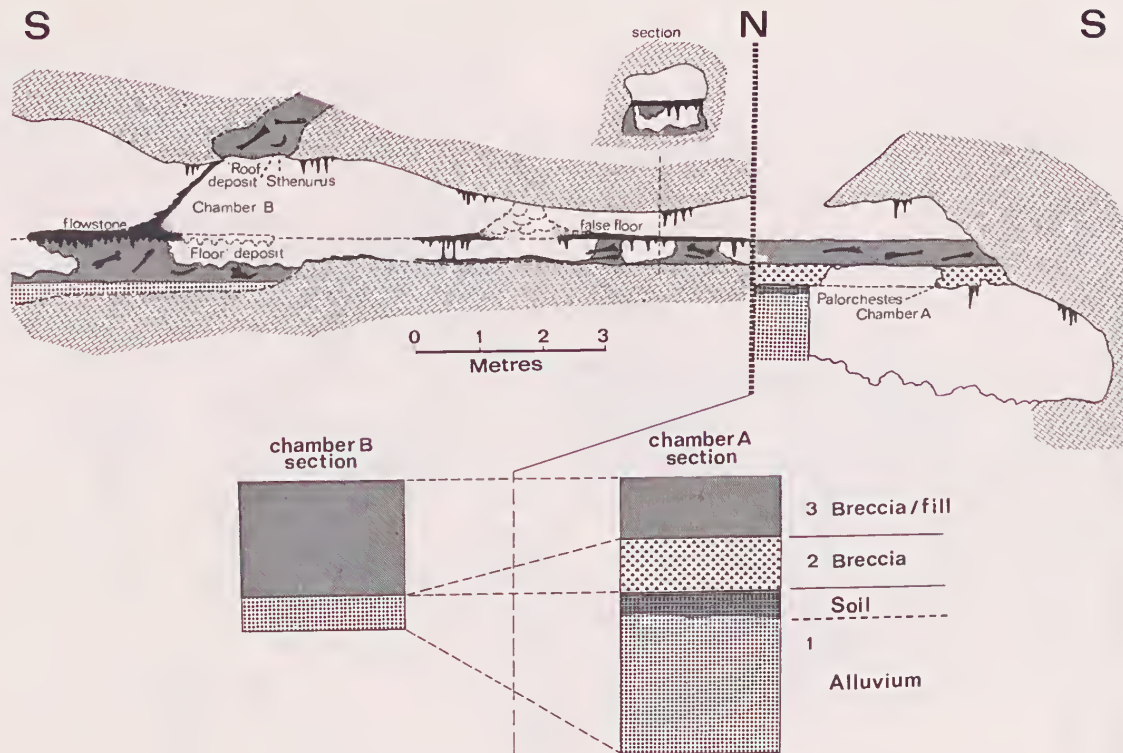 S
N
S
section
Roof
deposit
Sthenurus
Chamber B
flowstone
false floor
Floor deposit
Palorchestes
Chamber A
0 1 2 3
Metres
chamber B
section
chamber A
section
3 Breccia/fill
2 Breccia
Soil
1
Alluvium